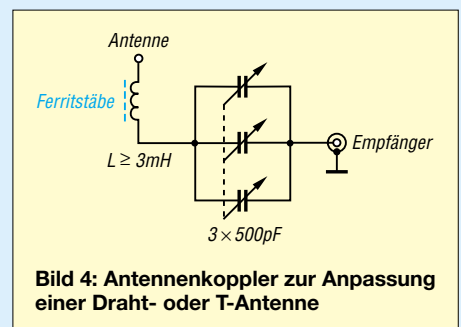 Antenne
Ferritstäbe
L ≥ 3mH
Empfänger
3×500pF
Bild 4: Antennenkoppler zur Anpassung
einer Draht- oder T-Antenne